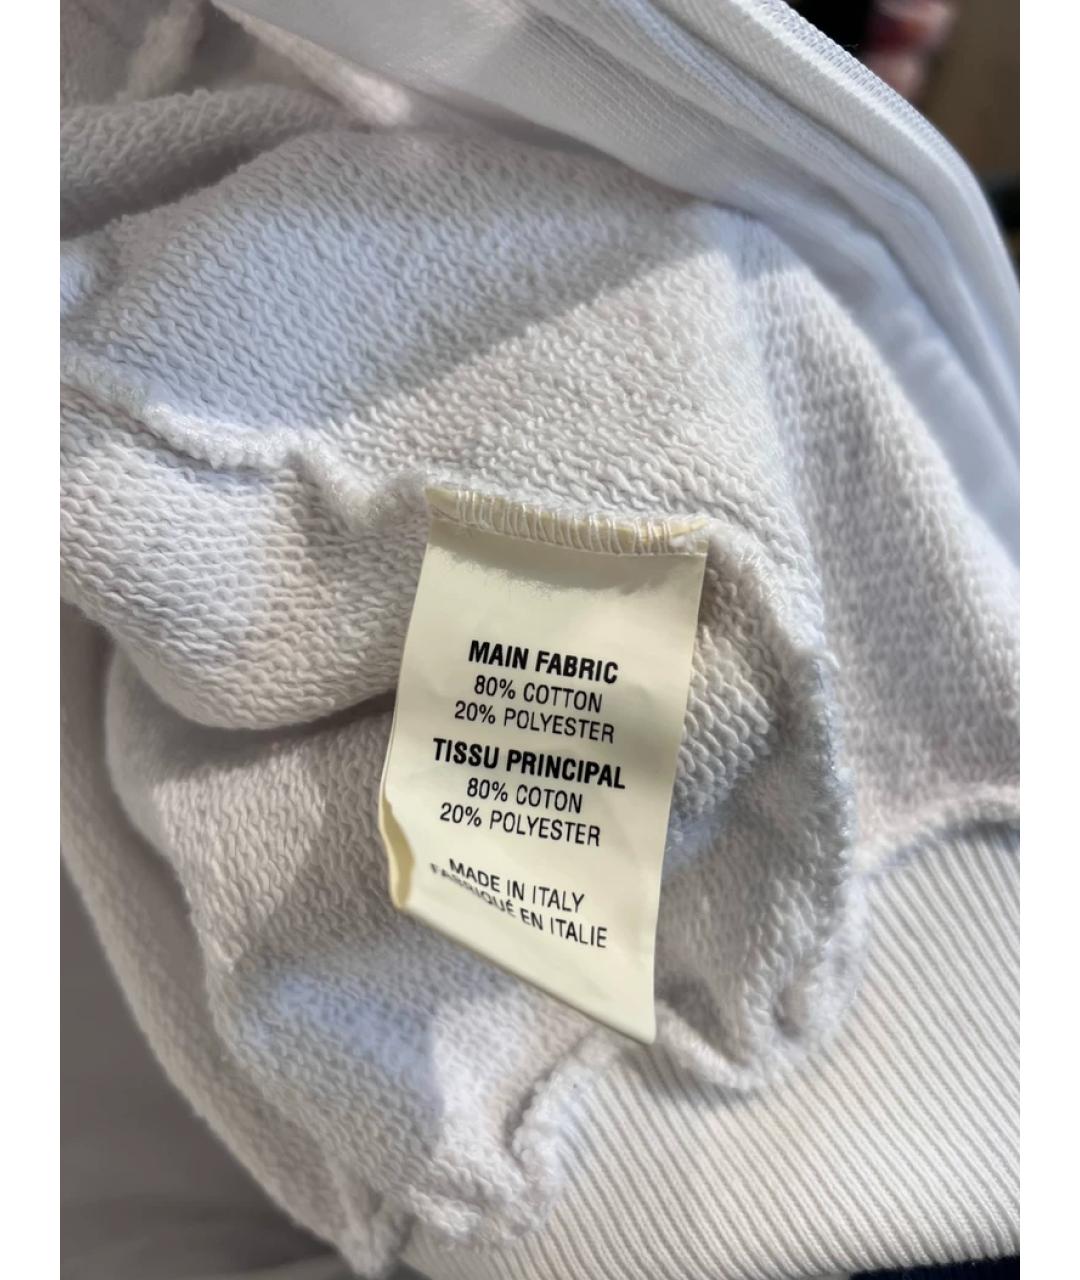 MAIN FABRIC
80% COTTON
20% POLYESTER
TISSU PRINCIPAL
80% COTON
20% POLYESTER
MADE IN ITALY
FABRIQUÉ EN ITALIE